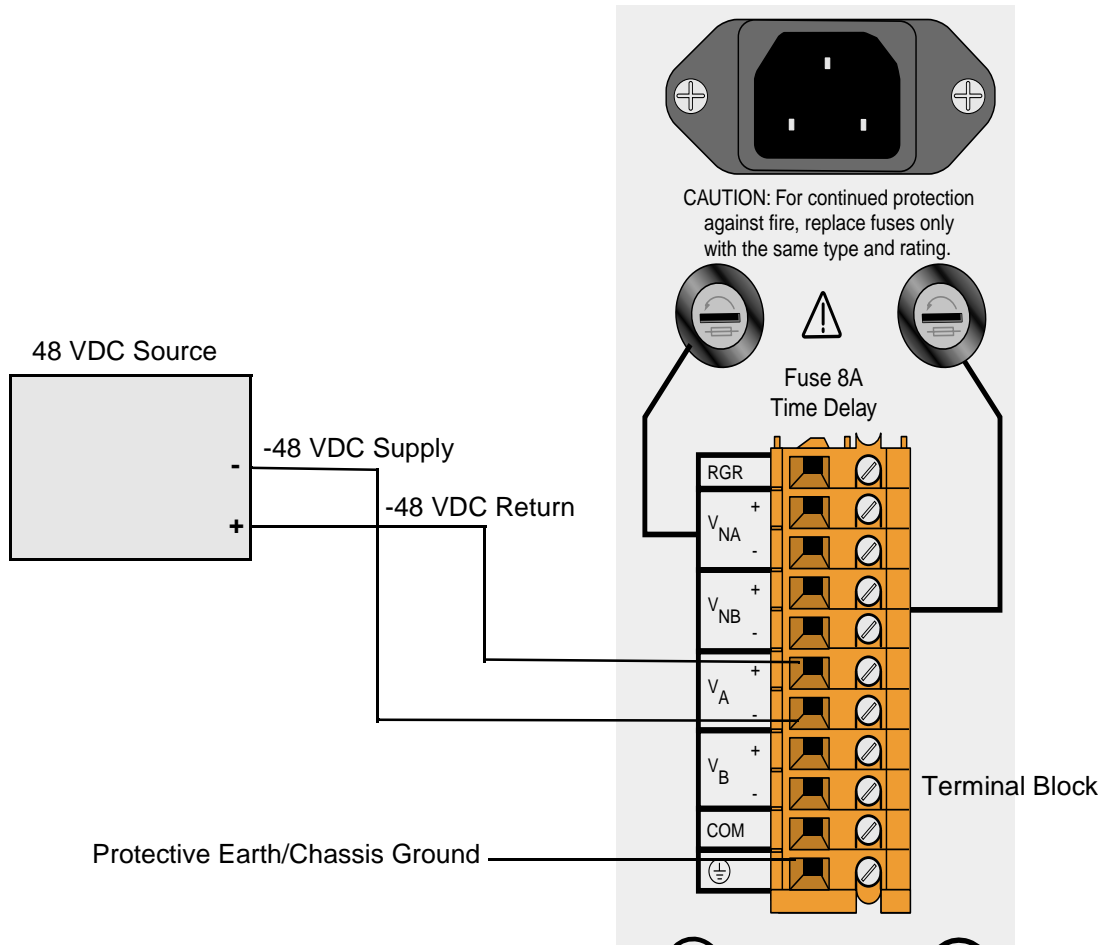 CAUTION: For continued protection
against fire, replace fuses only
with the same type and rating.
48 VDC Source
Fuse 8A
Time Delay
-
-48 VDC Supply
+
-48 VDC Return
RGR
VNA + -
VNB + -
VA + -
VB + -
Terminal Block
COM
Protective Earth/Chassis Ground